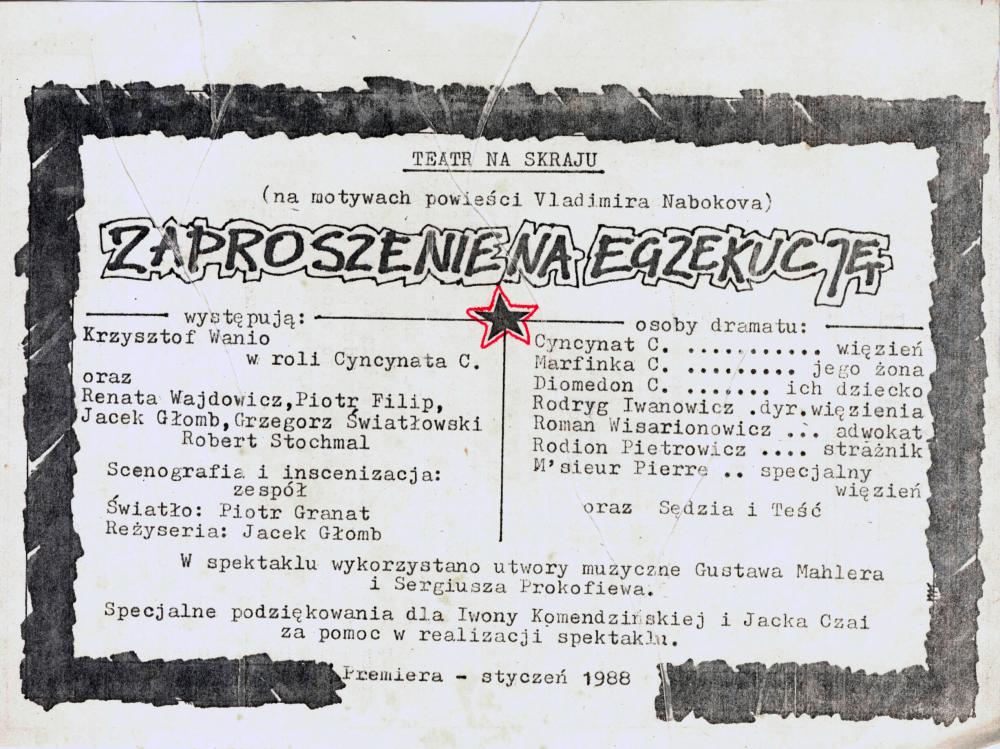 TEATR NA SKRAJU
(na motywach powieści Vladimira Nabokova)
ZAPROSZENIE NA EGZEKUCJĘ
występują:
Krzysztof Wanio
w roli Cyncynata C.
oraz
Renata Wajdowicz,Piotr Filip,
Jacek Głomb,Grzegorz Światłowski
Robert Stochmal
Scenografia i inscenizacja:
zespół
Światło: Piotr Granat
Reżyseria: Jacek Głomb
osoby dramatu:
Cyncynat C. ........... więzień
Marfinka C. ......... jego żona
Diomedon C. ....... ich dziecko
Rodryg Iwanowicz .dyr.więzienia
Roman Wisarionowicz ... adwokat
Rodion Pietrowicz .... strażnik
M'sieur Pierre .. specjalny
więzień
oraz Sędzia i Teść
W spektaklu wykorzystano utwory muzyczne Gustawa Mahlera
i Sergiusza Prokofiewa.
Specjalne podziękowania dla Iwony Komendzińskiej i Jacka Czai
za pomoc w realizacji spektaklu.
Premiera - styczeń 1988